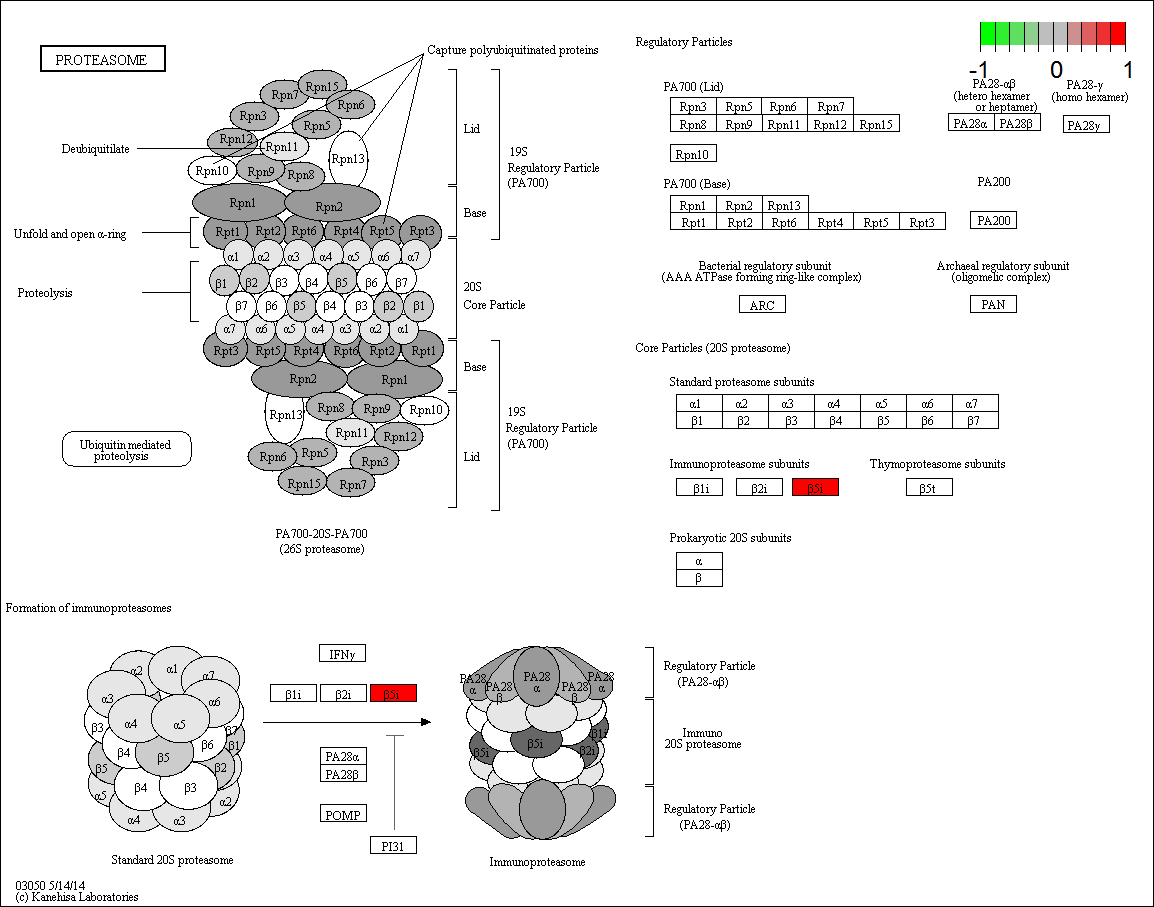 PROTEASOME
Capture polyubiquitinated proteins
Rpn15
Rpn7
Rpn6
Rpn3
Rpn5
Rpn12
Deubiquitilate
Rpn11
Rpn13
Rpn10
Rpn9
Rpn8
Rpn1
Rpn2
Unfold and open α-ring
Rpt1 Rpt2 Rpt6 Rpt4 Rpt5 Rpt3
α1 α2 α3 α4 α5 α6 α7
Proteolysis
β1 β2 β3 β4 β5 β6 β7
β7 β6 β5 β4 β3 β2 β1
α7 α6 α5 α4 α3 α2 α1
Rpt3 Rpt5 Rpt4 Rpt6 Rpt2 Rpt1
Rpn2 Rpn1
Rpn13 Rpn8 Rpn9 Rpn10
Rpn11 Rpn12
Rpn6 Rpn5 Rpn3
Rpn15 Rpn7
Lid
Base
19S
Regulatory Particle
(PA700)
20S
Core Particle
Base
Lid
19S
Regulatory Particle
(PA700)
Ubiquitin mediated
proteolysis
PA700-20S-PA700
(26S proteasome)
Regulatory Particles
-1 0 1
PA700 (Lid)
Rpn3 Rpn5 Rpn6 Rpn7
Rpn8 Rpn9 Rpn11 Rpn12 Rpn15
Rpn10
PA28-αβ
(hetero hexamer
or heptamer)
PA28α PA28β
PA28-γ
(homo hexamer)
PA28γ
PA700 (Base)
Rpn1 Rpn2 Rpn13
Rpt1 Rpt2 Rpt6 Rpt4 Rpt5 Rpt3
PA200
PA200
Bacterial regulatory subunit
(AAA ATPase forming ring-like complex)
ARC
Archaeal regulatory subunit
(oligomelic complex)
PAN
Core Particles (20S proteasome)
Standard proteasome subunits
α1 α2 α3 α4 α5 α6 α7
β1 β2 β3 β4 β5 β6 β7
Immunoproteasome subunits
β1i β2i β5i
Thymoproteasome subunits
β5t
Prokaryotic 20S subunits
α
β
Formation of immunoproteasomes
α2 α1 α7
α3 α6
α4 α5
β3 β7
β4 β6 β1
β5 β5 β2
α5 β4 β3 α2
α4 α3
Standard 20S proteasome
IFNγ
β1i β2i β5i
PA28α
PA28β
POMP
PI31
PA28 α
PA28 β
PA28 α
PA28 β
PA28 α
β1i
β5i β5i β2i
Immunoproteasome
Regulatory Particle
(PA28-αβ)
Immuno
20S proteasome
Regulatory Particle
(PA28-αβ)
03050 5/14/14
(c) Kanehisa Laboratories